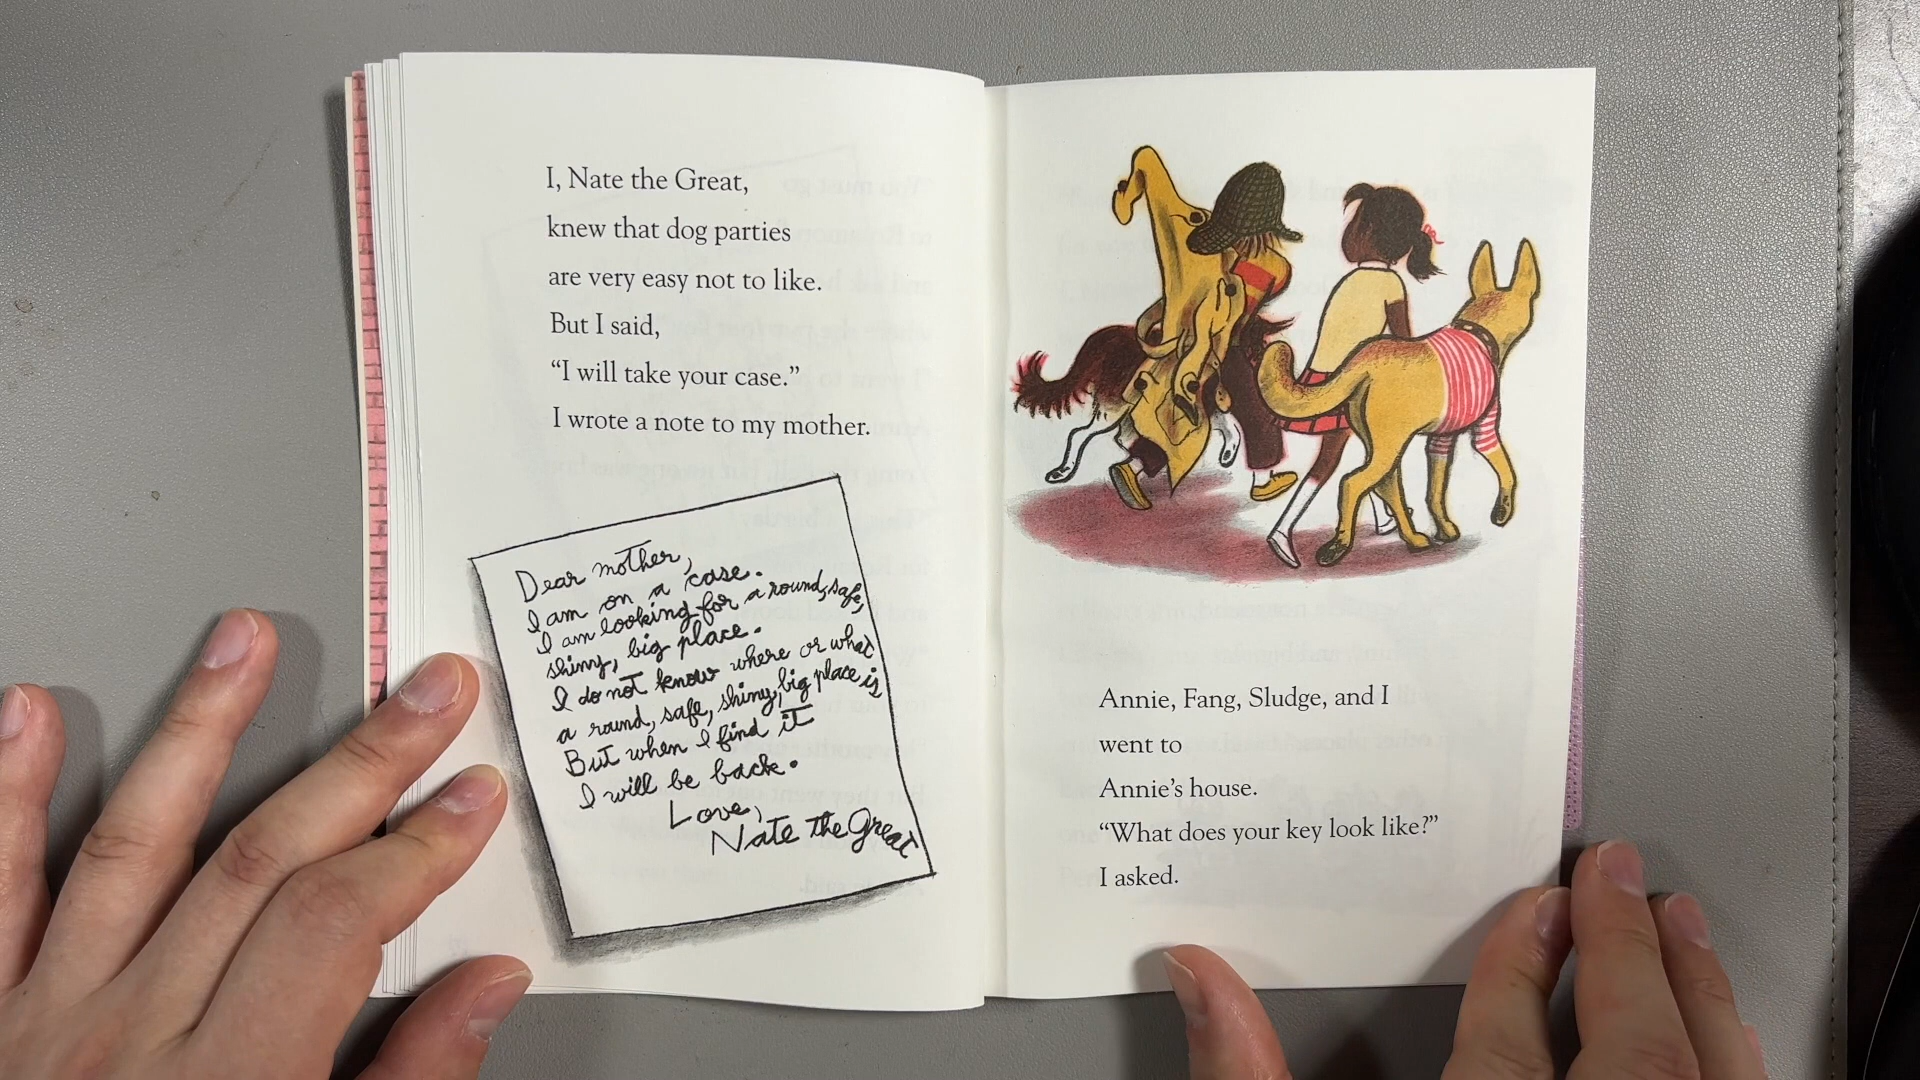 I, Nate the Great,
knew that dog parties
are very easy not to like.
But I said,
“I will take your case.”
I wrote a note to my mother.
Dear mother,
I am on a case.
I am looking for a round, safe,
shiny, big place.
I do not know where or what
a round, safe, shiny, big place is
But when I find it
I will be back.
Love,
Nate the Great
Annie, Fang, Sludge, and I
went to
Annie’s house.
“What does your key look like?”
I asked.